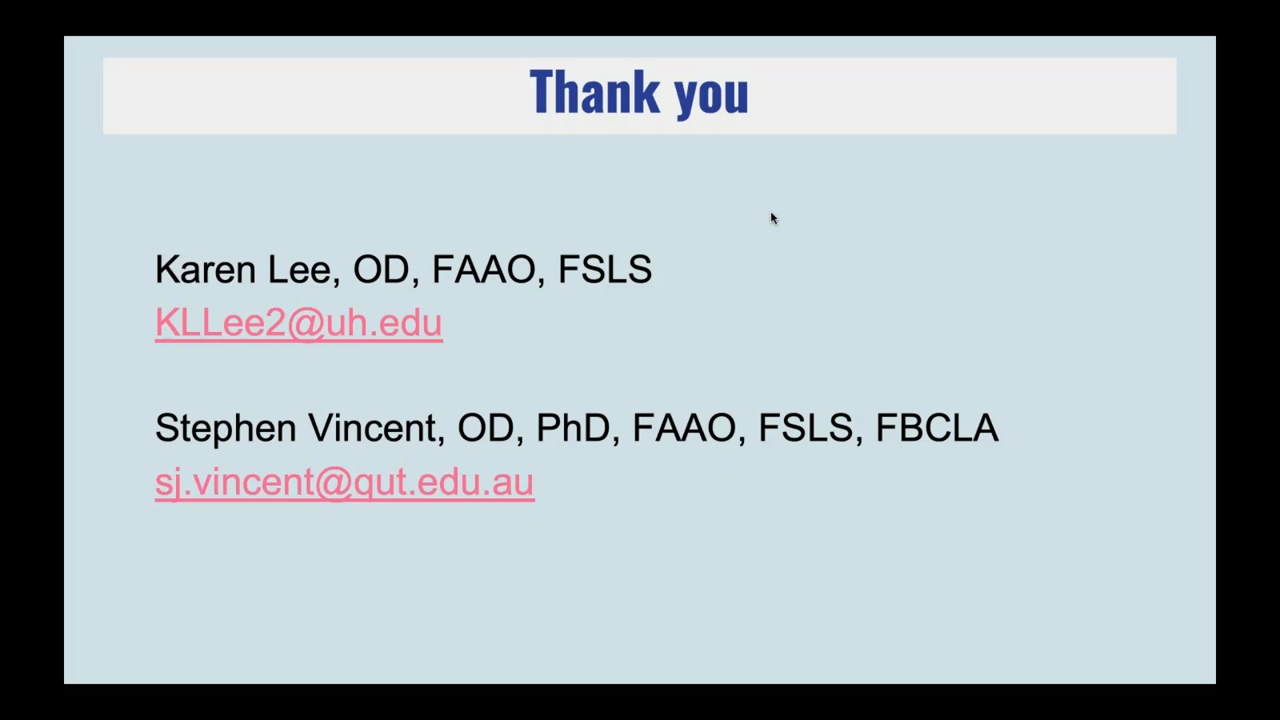 Thank you
Karen Lee, OD, FAAO, FSLS
KLLee2@uh.edu
Stephen Vincent, OD, PhD, FAAO, FSLS, FBCLA
sj.vincent@qut.edu.au